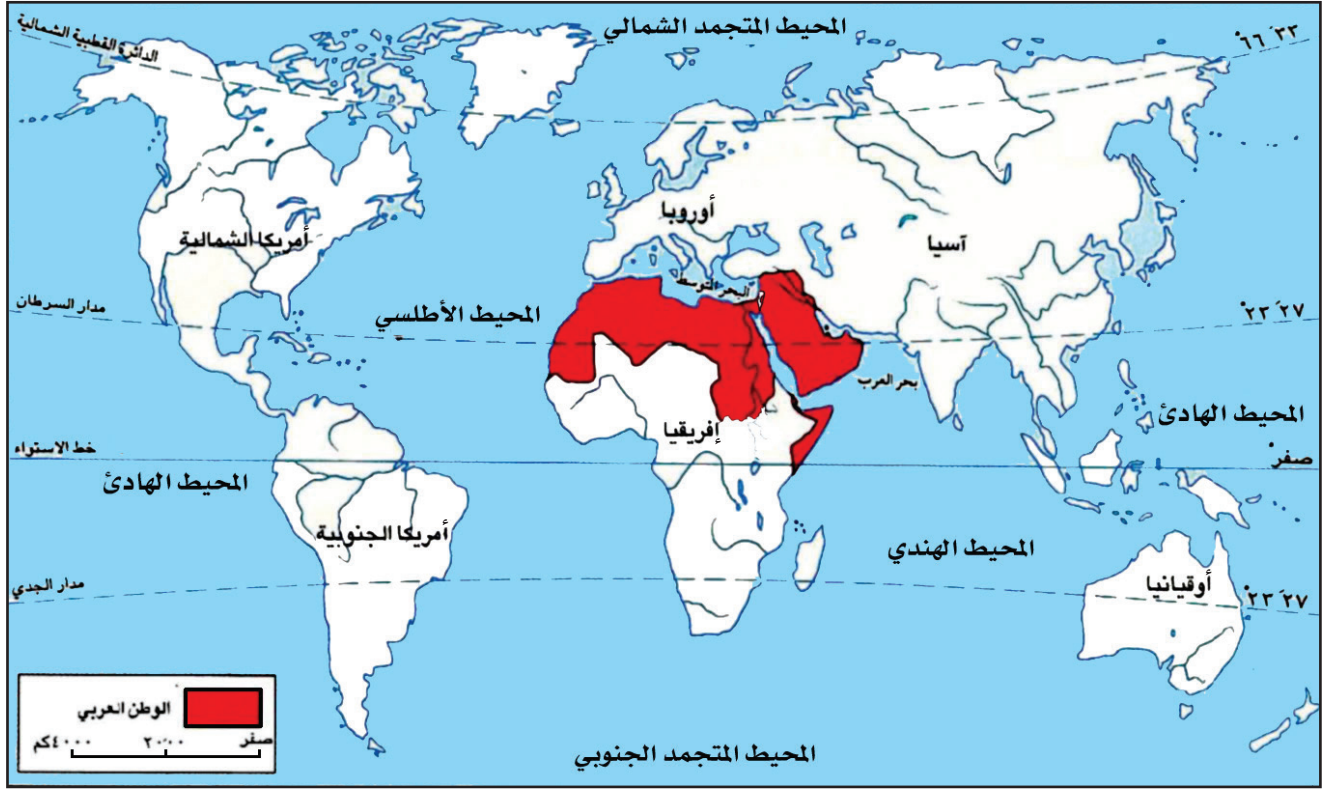 المحيط المتجمد الشمالي
الدائرة القطبية الشمالية
٦٦ ٣٣
أوروبا
آسيا
أمريكا الشمالية
البحر المتوسط
مدار السرطان
المحيط الأطلسي
٢٣ ٢٧
بحر العرب
المحيط الهادئ
إفريقيا
خط الاستواء
صفر
المحيط الهادئ
أمريكا الجنوبية
المحيط الهندي
أوقيانيا
مدار الجدي
٢٣ ٢٧
الوطن العربي
صفر ٢٠٠٠ ٤٠٠٠كم
المحيط المتجمد الجنوبي